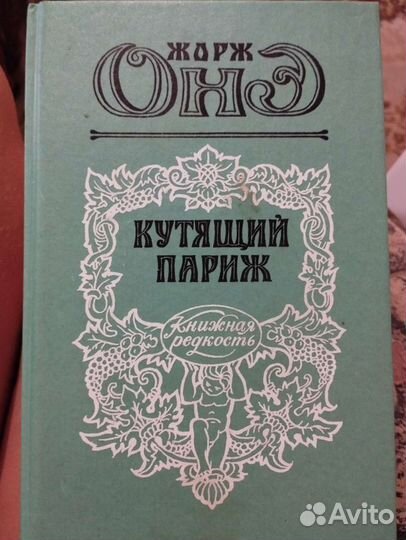 ЖОРЖ
ОНЭ
КУТЯЩИЙ
ПАРИЖ
Книжная
редкость
Avito